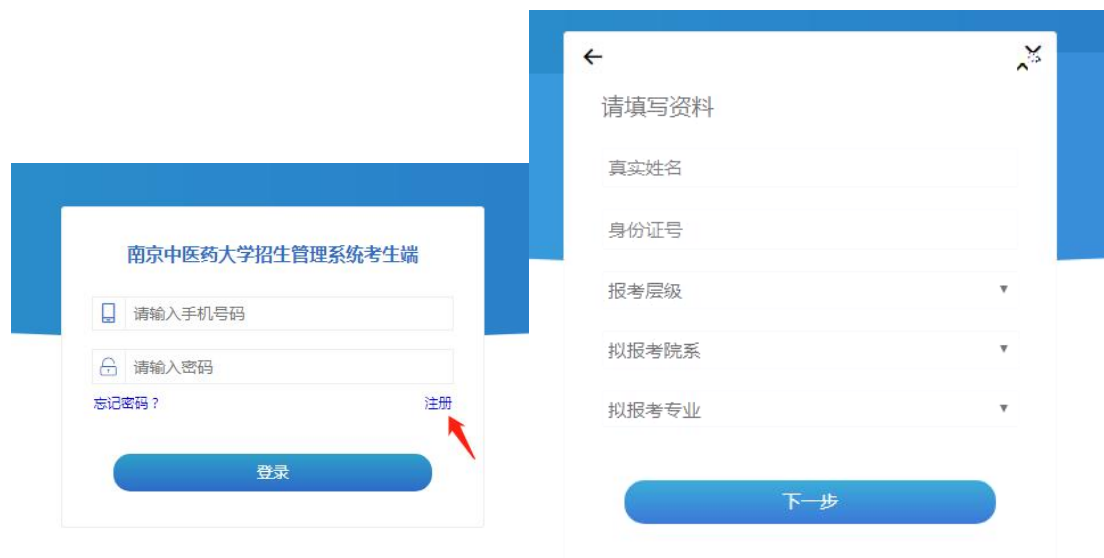 南京中医药大学招生管理系统考生端
请输入手机号码
请输入密码
忘记密码？
注册
登录
请填写资料
真实姓名
身份证号
报考层级
拟报考院系
拟报考专业
下一步